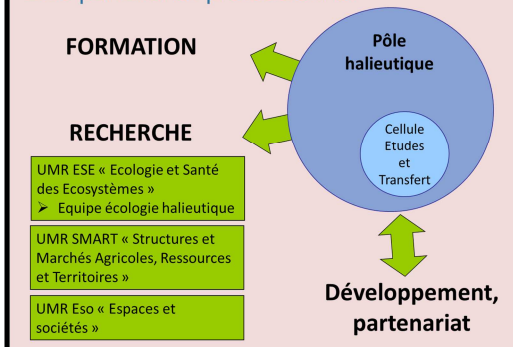 FORMATION
Pôle
halieutique
RECHERCHE
Cellule
Etudes
et
Transfert
UMR ESE « Ecologie et Santé
des Ecosystèmes »
➢ Equipe écologie halieutique
UMR SMART « Structures et
Marchés Agricoles, Ressources
et Territoires »
UMR Eso « Espaces et
sociétés »
Développement,
partenariat